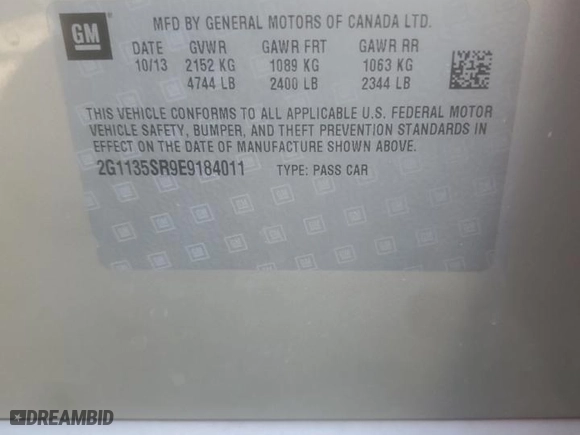 GM
MFD BY GENERAL MOTORS OF CANADA LTD.
DATE GVWR GAWR FRT GAWR RR
10/13 2152 KG 1089 KG 1063 KG
4744 LB 2400 LB 2344 LB
THIS VEHICLE CONFORMS TO ALL APPLICABLE U.S. FEDERAL MOTOR
VEHICLE SAFETY, BUMPER, AND THEFT PREVENTION STANDARDS IN
EFFECT ON THE DATE OF MANUFACTURE SHOWN ABOVE.
2G1135SR9E9184011 TYPE: PASS CAR
DREAMBID